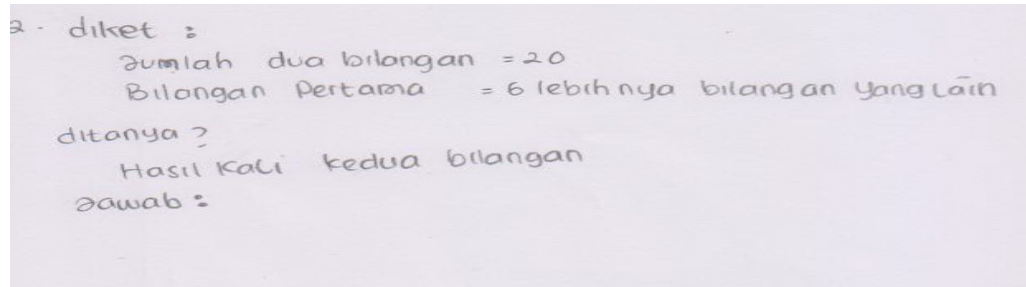 2. diket :
Jumlah dua bilangan = 20
Bilangan Pertama = 6 lebihnya bilangan yang Lain
ditanya ?
Hasil Kali kedua bilangan
Jawab :